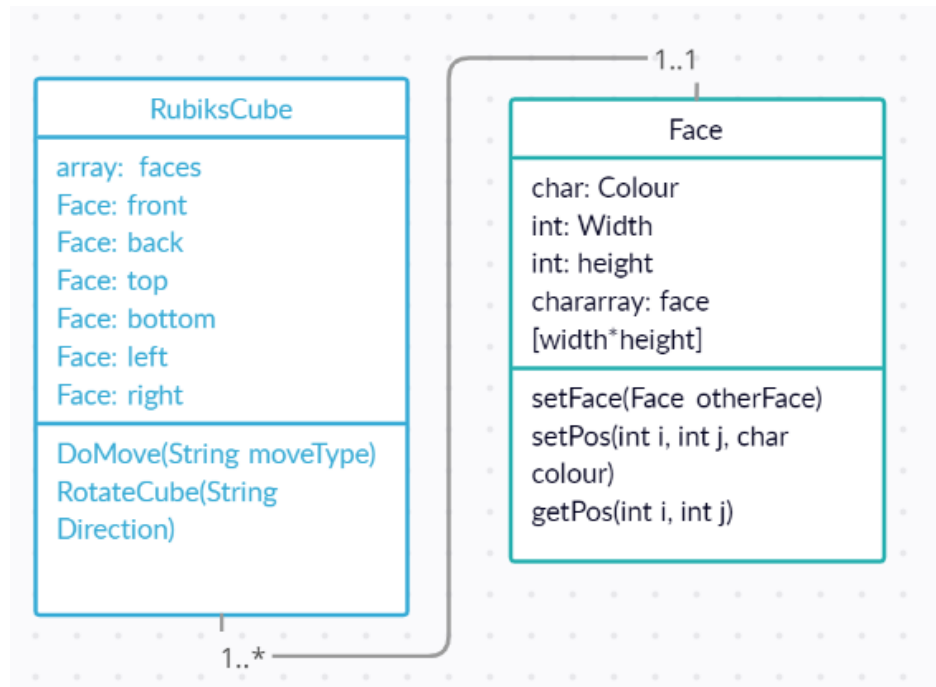 1..1
RubiksCube
array: faces
Face: front
Face: back
Face: top
Face: bottom
Face: left
Face: right
DoMove(String moveType)
RotateCube(String
Direction)
1..*
Face
char: Colour
int: Width
int: height
chararray: face
[width*height]
setFace(Face otherFace)
setPos(int i, int j, char
colour)
getPos(int i, int j)